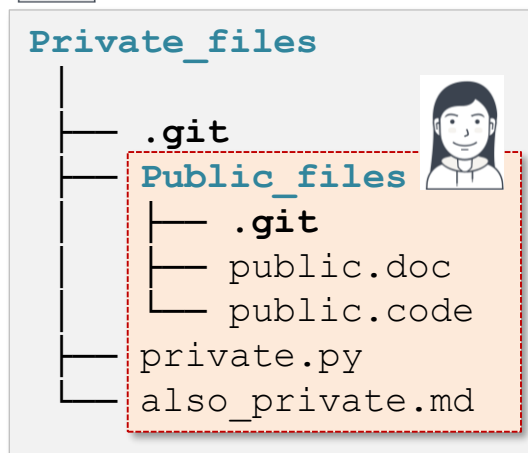 Private_files
│
├── .git
├── Public_files
│   ├── .git
│   ├── public.doc
│   └── public.code
├── private.py
└── also_private.md